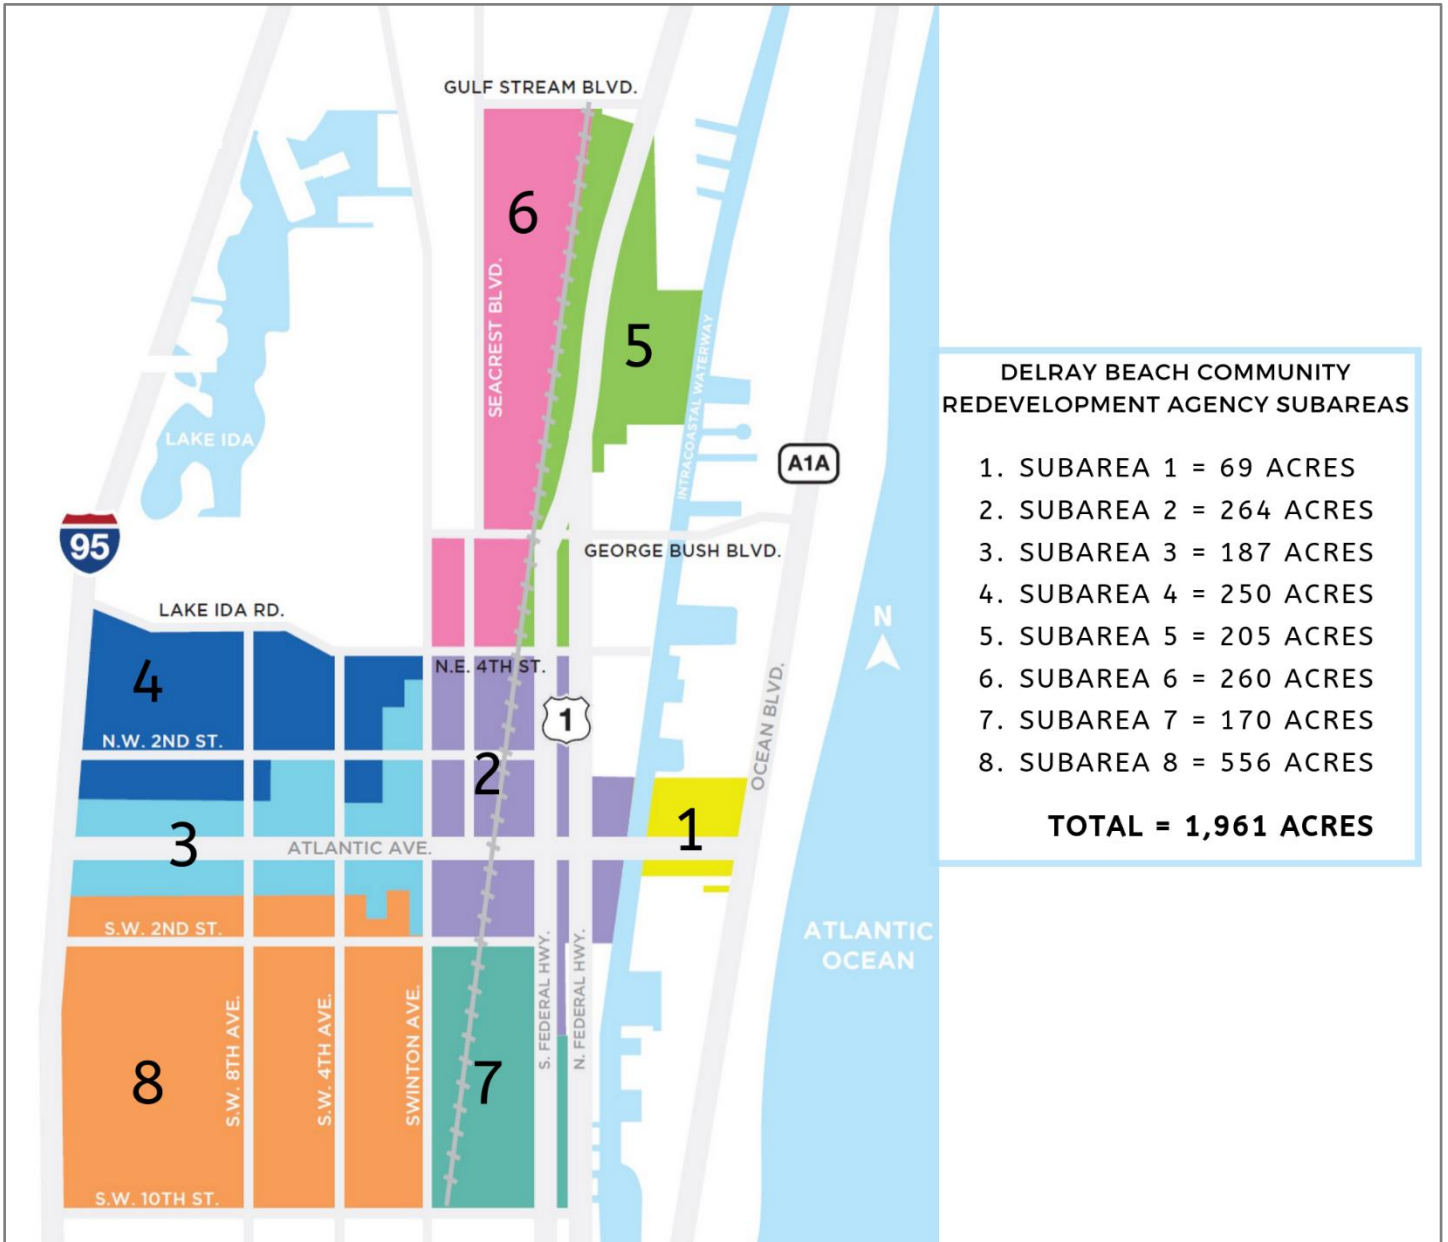 GULF STREAM BLVD.
6
SEACREST BLVD.
5
INTRACOASTAL WATERWAY
LAKE IDA
A1A
95
GEORGE BUSH BLVD.
LAKE IDA RD.
N
4
N.E. 4TH ST.
1
OCEAN BLVD.
N.W. 2ND ST.
2
3
ATLANTIC AVE.
1
S.W. 2ND ST.
ATLANTIC
OCEAN
S. FEDERAL HWY.
N. FEDERAL HWY.
8
S.W. 8TH AVE.
S.W. 4TH AVE.
SWINTON AVE.
7
S.W. 10TH ST.
DELRAY BEACH COMMUNITY
REDEVELOPMENT AGENCY SUBAREAS
1. SUBAREA 1 = 69 ACRES
2. SUBAREA 2 = 264 ACRES
3. SUBAREA 3 = 187 ACRES
4. SUBAREA 4 = 250 ACRES
5. SUBAREA 5 = 205 ACRES
6. SUBAREA 6 = 260 ACRES
7. SUBAREA 7 = 170 ACRES
8. SUBAREA 8 = 556 ACRES
TOTAL = 1,961 ACRES